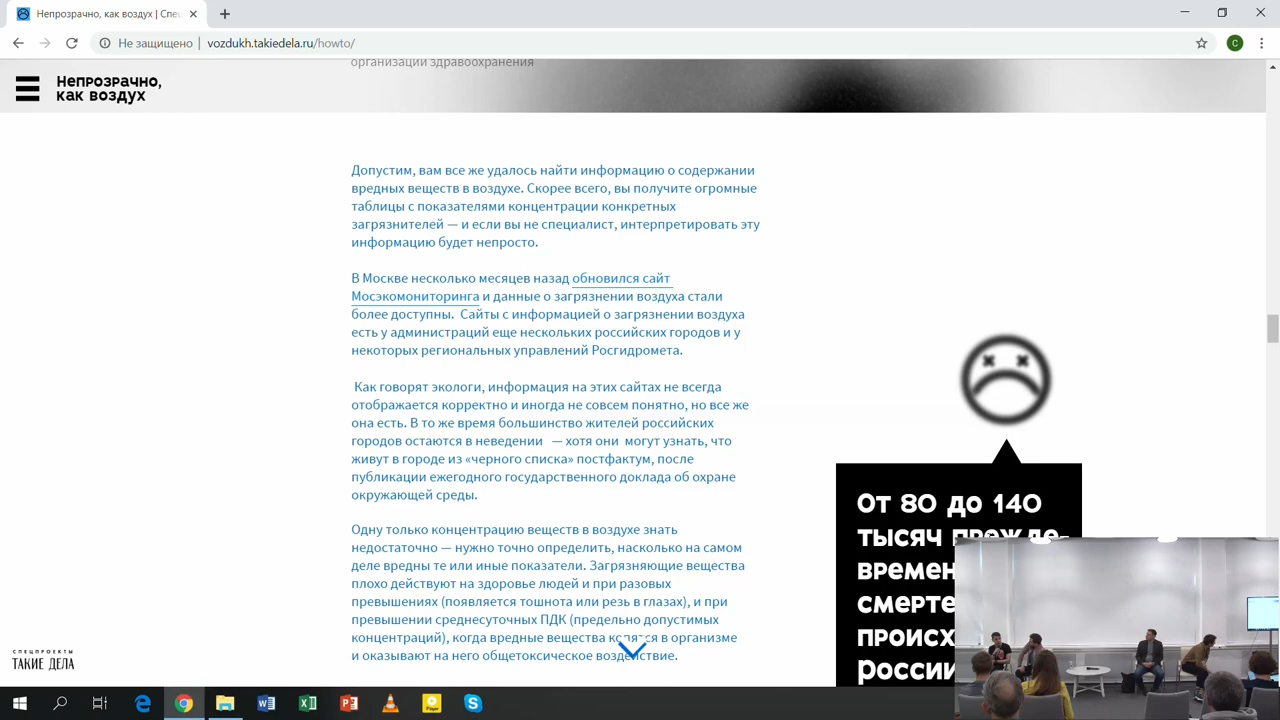 Непрозрачно, как воздух | Спец
Не защищено
vozdukh.takiedela.ru/howto/
С
организации здравоохранения
Непрозрачно,
как воздух
Допустим, вам все же удалось найти информацию о содержании
вредных веществ в воздухе. Скорее всего, вы получите огромные
таблицы с показателями концентрации конкретных
загрязнителей — и если вы не специалист, интерпретировать эту
информацию будет непросто.
В Москве несколько месяцев назад обновился сайт
Мосэкомониторинга и данные о загрязнении воздуха стали
более доступны. Сайты с информацией о загрязнении воздуха
есть у администраций еще нескольких российских городов и у
некоторых региональных управлений Росгидромета.
Как говорят экологи, информация на этих сайтах не всегда
отображается корректно и иногда не совсем понятно, но все же
она есть. В то же время большинство жителей российских
городов остаются в неведении — хотя они могут узнать, что
живут в городе из «черного списка» постфактум, после
публикации ежегодного государственного доклада об охране
окружающей среды.
Одну только концентрацию веществ в воздухе знать
недостаточно — нужно точно определить, насколько на самом
деле вредны те или иные показатели. Загрязняющие вещества
плохо действуют на здоровье людей и при разовых
превышениях (появляется тошнота или резь в глазах), и при
превышении среднесуточных ПДК (предельно допустимых
концентраций), когда вредные вещества копятся в организме
и оказывают на него общетоксическое воздействие.
От 80 до 140
тысяч прежде-
времен
смерте
происх
России
СПЕЦПРОЕКТЫ
ТАКИЕ ДЕЛА
Player